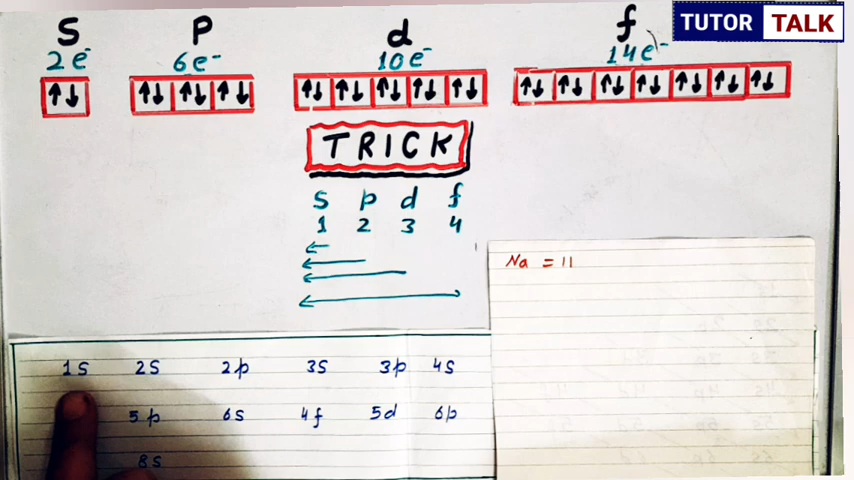 TUTOR TALK
S P d f
2e⁻ 6e⁻ 10e⁻ 14e⁻
TRICK
s p d f
1 2 3 4
Na = 11
1s 2s 2p 3s 3p 4s
5p 6s 4f 5d 6p
8s